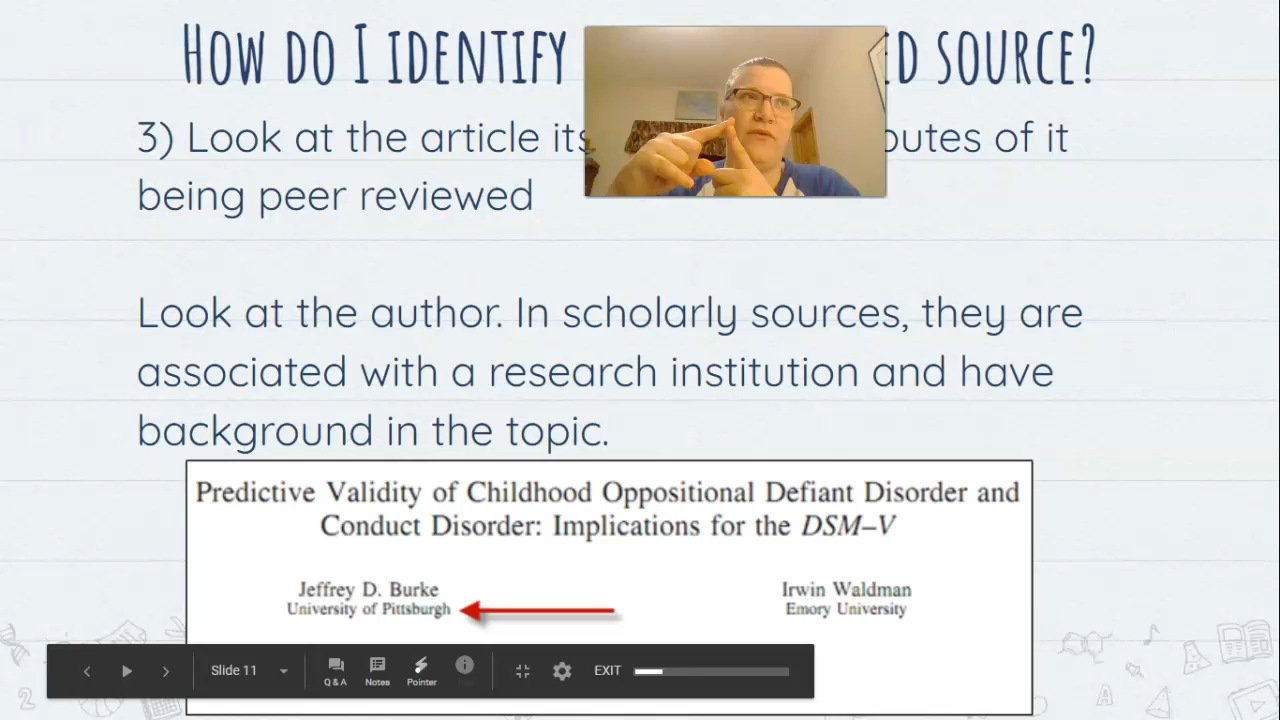 How do I identify ED source?
3) Look at the article its butes of it
being peer reviewed
Look at the author. In scholarly sources, they are
associated with a research institution and have
background in the topic.
Predictive Validity of Childhood Oppositional Defiant Disorder and
Conduct Disorder: Implications for the DSM–V
Jeffrey D. Burke Irwin Waldman
University of Pittsburgh Emory University
Slide 11 Q & A Notes Pointer EXIT